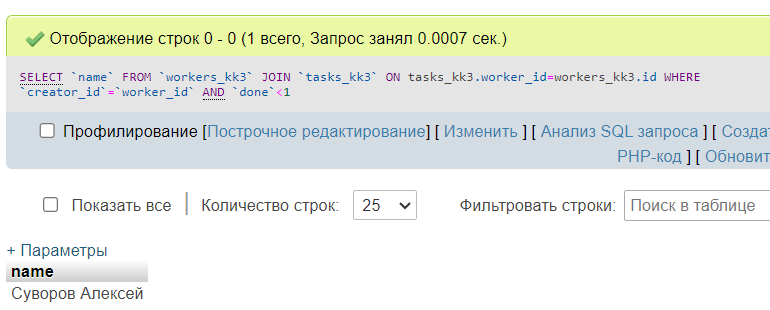 Отображение строк 0 - 0 (1 всего, Запрос занял 0.0007 сек.)
SELECT `name` FROM `workers_kk3` JOIN `tasks_kk3` ON tasks_kk3.worker_id=workers_kk3.id WHERE
`creator_id`=`worker_id` AND `done`<1
Профилирование [Построчное редактирование] [ Изменить ] [ Анализ SQL запроса ] [ Созда
PHP-код ] [ Обновит
Показать все | Количество строк: 25 Фильтровать строки: Поиск в таблице
+ Параметры
name
Суворов Алексей